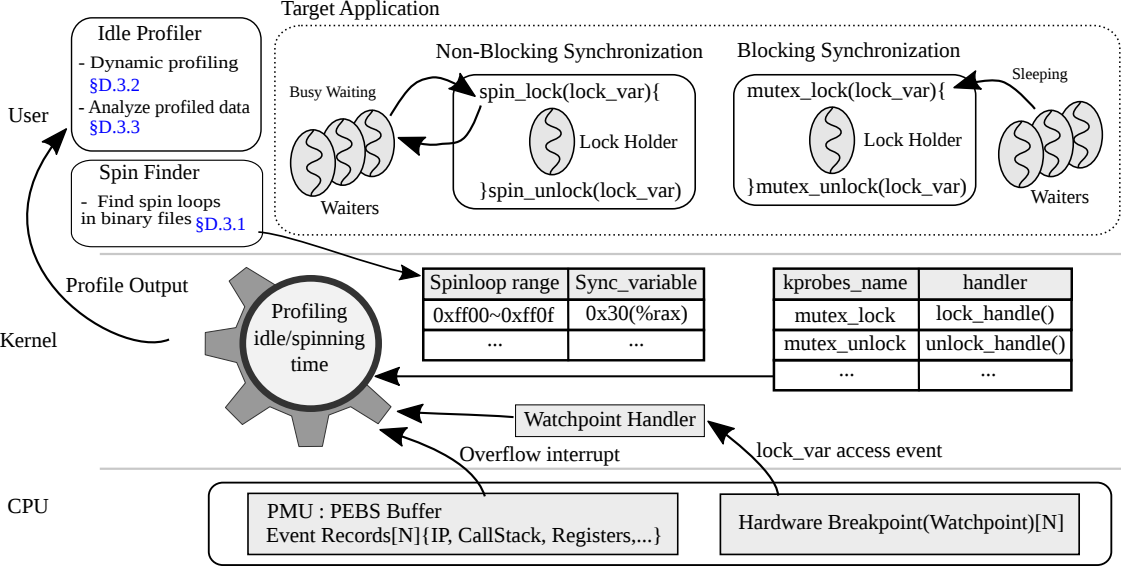 Target Application
Idle Profiler
- Dynamic profiling
§D.3.2
- Analyze profiled data
§D.3.3
User
Spin Finder
- Find spin loops
in binary files §D.3.1
Non-Blocking Synchronization
Busy Waiting
spin_lock(lock_var){
Lock Holder
}spin_unlock(lock_var)
Waiters
Blocking Synchronization
Sleeping
mutex_lock(lock_var){
Lock Holder
}mutex_unlock(lock_var)
Waiters
Profile Output
Kernel
Profiling
idle/spinning
time
Spinloop range Sync_variable
0xff00~0xff0f 0x30(%rax)
... ...
kprobes_name handler
mutex_lock lock_handle()
mutex_unlock unlock_handle()
... ...
Watchpoint Handler
Overflow interrupt
lock_var access event
CPU
PMU : PEBS Buffer
Event Records[N]{IP, CallStack, Registers,...}
Hardware Breakpoint(Watchpoint)[N]